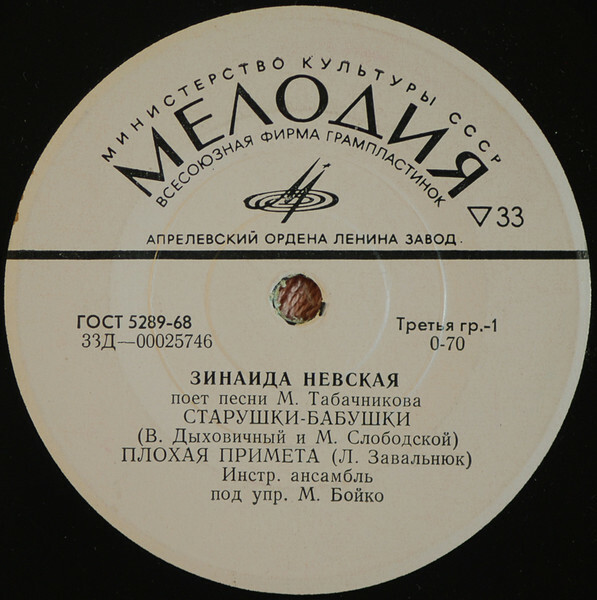 МИНИСТЕРСТВО КУЛЬТУРЫ СССР
МЕЛОДИЯ
ВСЕСОЮЗНАЯ ФИРМА ГРАМПЛАСТИНОК
33
АПРЕЛЕВСКИЙ ОРДЕНА ЛЕНИНА ЗАВОД
ГОСТ 5289-68
33Д—00025746
Третья гр.-1
0-70
ЗИНАИДА НЕВСКАЯ
поет песни М. Табачникова
СТАРУШКИ-БАБУШКИ
(В. Дыховичный и М. Слободской)
ПЛОХАЯ ПРИМЕТА (Л. Завальнюк)
Инстр. ансамбль
под упр. М. Бойко